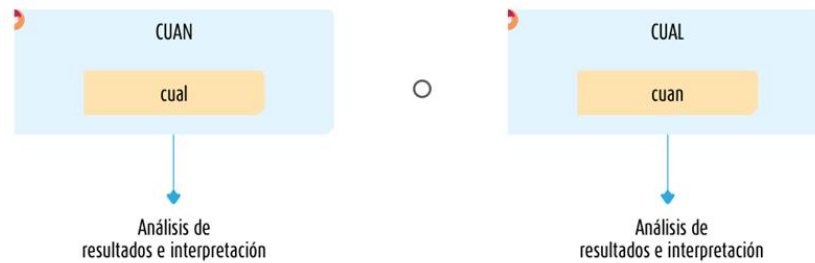 CUAN
cual
Análisis de
resultados e interpretación
O
CUAL
cuan
Análisis de
resultados e interpretación